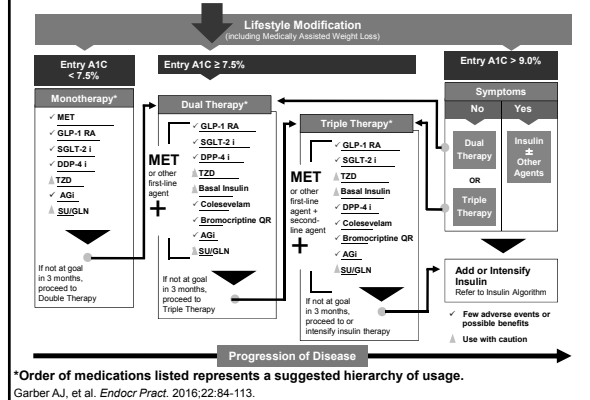 Lifestyle Modification
(including Medically Assisted Weight Loss)
Entry A1C
< 7.5%
Monotherapy*
✓ MET
✓ GLP-1 RA
✓ SGLT-2 i
✓ DDP-4 i
TZD
✓ AGi
SU/GLN
If not at goal
in 3 months,
proceed to
Double Therapy
Entry A1C ≥ 7.5%
Dual Therapy*
MET
or other
first-line
agent
+
✓ GLP-1 RA
✓ SGLT-2 i
✓ DPP-4 i
TZD
Basal Insulin
✓ Colesevelam
✓ Bromocriptine QR
✓ AGi
SU/GLN
If not at goal
in 3 months,
proceed to
Triple Therapy
Triple Therapy*
MET
or other
first-line
agent +
second-
line agent
+
✓ GLP-1 RA
✓ SGLT-2 i
TZD
Basal Insulin
✓ DPP-4 i
✓ Colesevelam
✓ Bromocriptine QR
✓ AGi
SU/GLN
If not at goal
in 3 months,
proceed to or
intensify insulin therapy
Entry A1C > 9.0%
Symptoms
No Yes
Dual
Therapy
OR
Triple
Therapy
Insulin
±
Other
Agents
Add or Intensify
Insulin
Refer to Insulin Algorithm
✓ Few adverse events or
possible benefits
Use with caution
Progression of Disease
*Order of medications listed represents a suggested hierarchy of usage.
Garber AJ, et al. Endocr Pract. 2016;22:84-113.